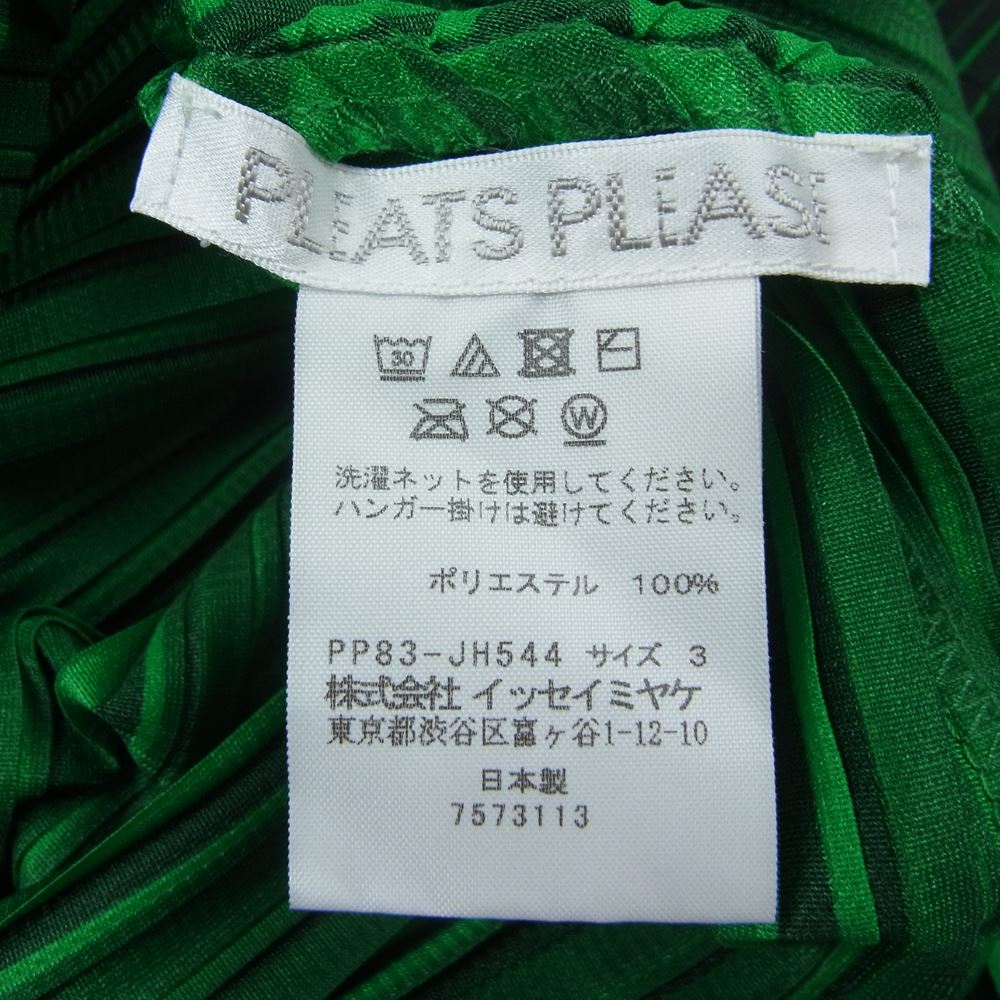 PLEATS PLEASE
30
W
洗濯ネットを使用してください。
ハンガー掛けは避けてください。
ポリエステル 100%
PP83-JH544 サイズ 3
株式会社 イッセイミヤケ
東京都渋谷区富ヶ谷1-12-10
日本製
7573113